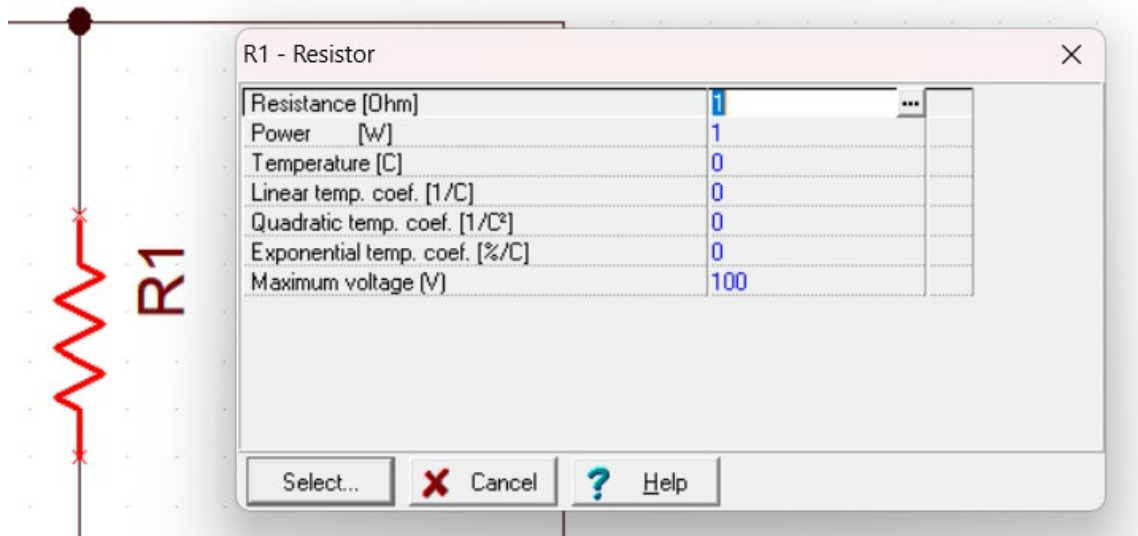 R1 - Resistor
Resistance [Ohm] 1 ...
Power [W] 1
Temperature [C] 0
Linear temp. coef. [1/C] 0
Quadratic temp. coef. [1/C²] 0
Exponential temp. coef. [%/C] 0
Maximum voltage (V) 100
R1
Select... Cancel ? Help